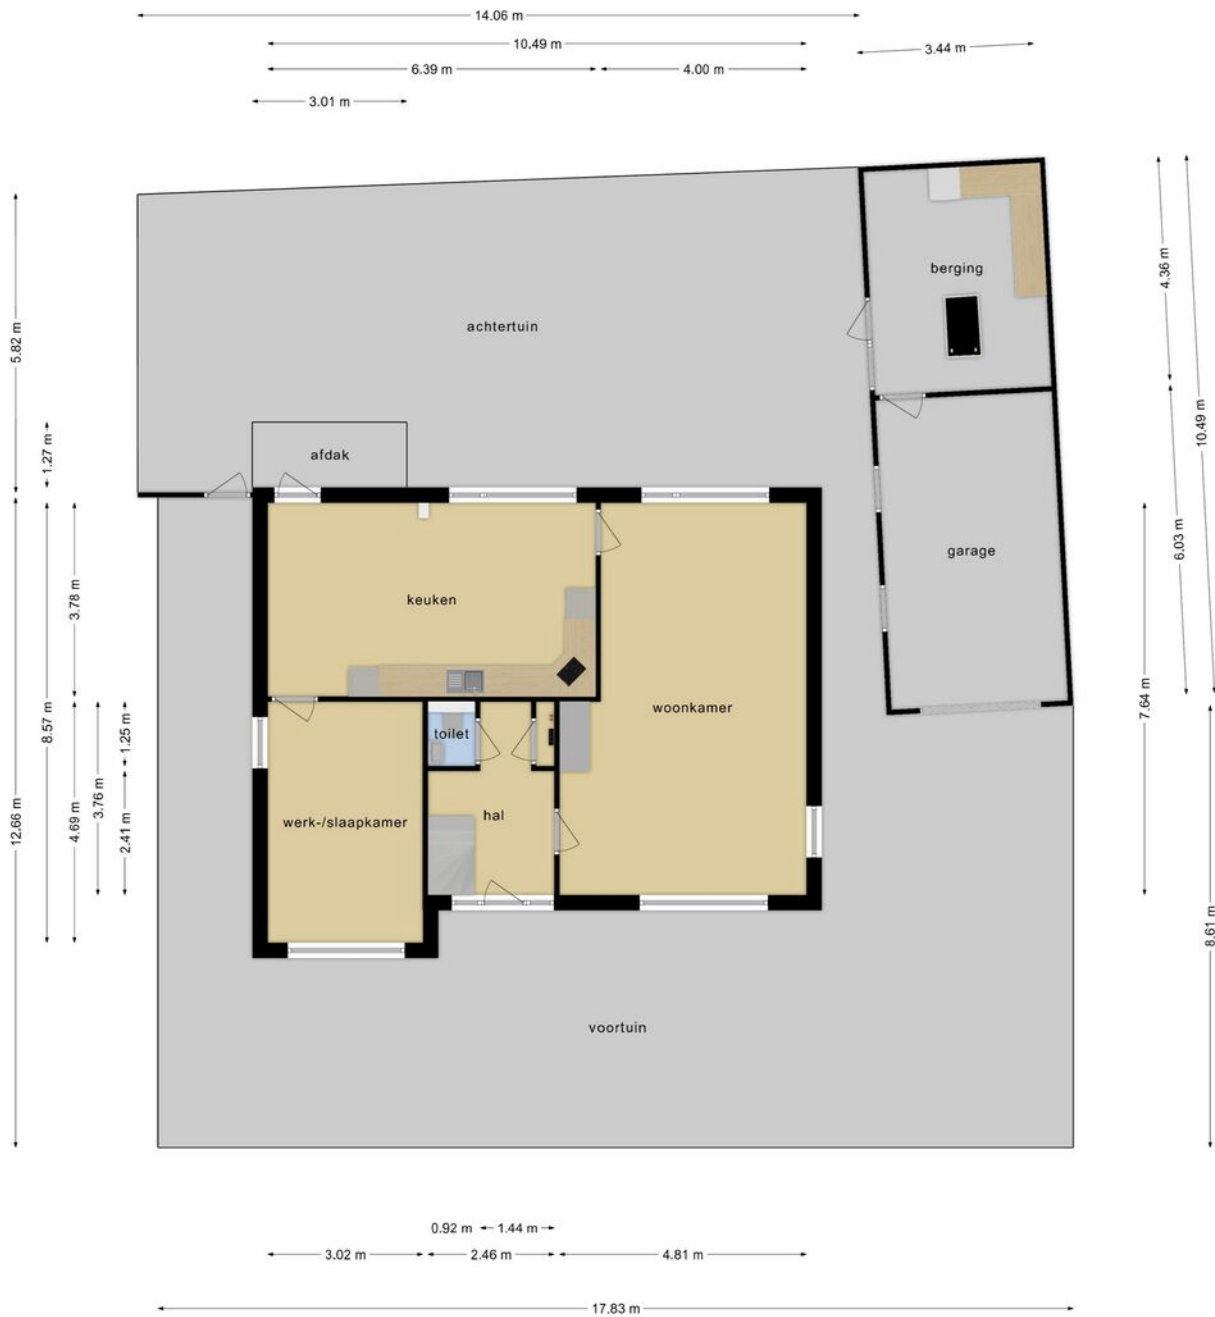 14.06 m
10.49 m
3.44 m
6.39 m
4.00 m
3.01 m
berging
4.36 m
achtertuin
5.82 m
10.49 m
1.27 m
afdak
6.03 m
garage
keuken
3.78 m
woonkamer
7.64 m
8.57 m
toilet
1.25 m
3.76 m
4.69 m
hal
werk-/slaapkamer
2.41 m
12.66 m
8.61 m
voortuin
0.92 m
1.44 m
3.02 m
2.46 m
4.81 m
17.83 m